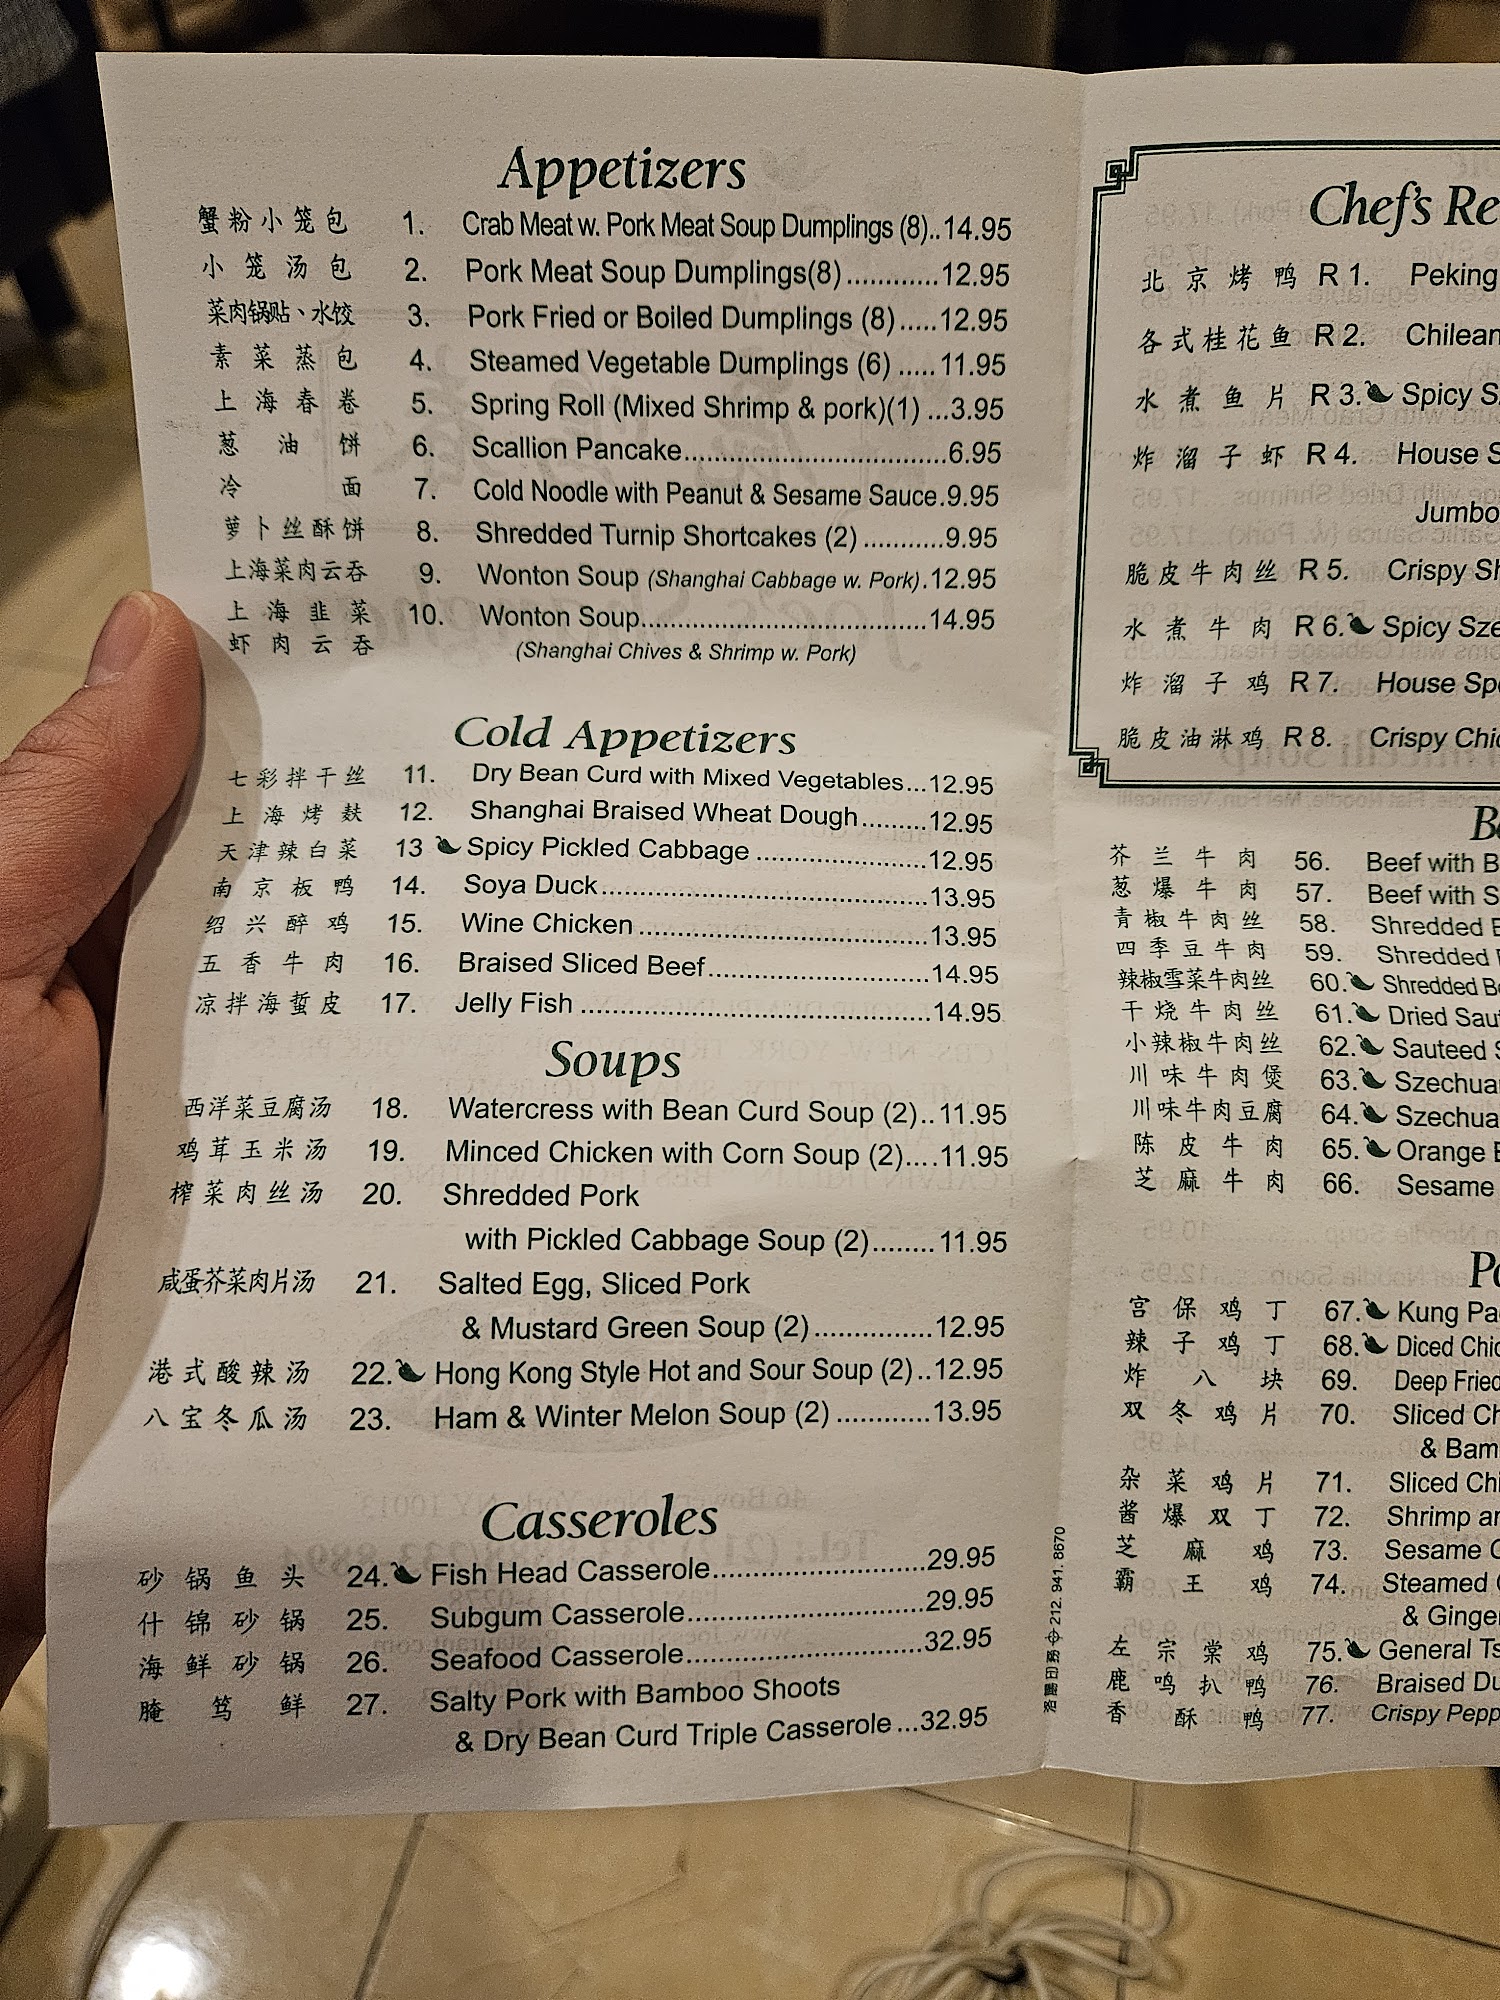 Appetizers
蟹粉小笼包 1. Crab Meat w. Pork Meat Soup Dumplings (8)..14.95
小笼汤包 2. Pork Meat Soup Dumplings(8)............12.95
菜肉锅贴、水饺 3. Pork Fried or Boiled Dumplings (8).....12.95
素菜蒸包 4. Steamed Vegetable Dumplings (6) .....11.95
上海春卷 5. Spring Roll (Mixed Shrimp & pork)(1) ...3.95
葱油饼 6. Scallion Pancake...................................6.95
冷面 7. Cold Noodle with Peanut & Sesame Sauce.9.95
萝卜丝酥饼 8. Shredded Turnip Shortcakes (2) ...........9.95
上海菜肉云吞 9. Wonton Soup (Shanghai Cabbage w. Pork).12.95
上海韭菜 10. Wonton Soup.......................................14.95
虾肉云吞 (Shanghai Chives & Shrimp w. Pork)
Cold Appetizers
七彩拌干丝 11. Dry Bean Curd with Mixed Vegetables...12.95
上海烤麸 12. Shanghai Braised Wheat Dough.........12.95
天津辣白菜 13 Spicy Pickled Cabbage .......................12.95
南京板鸭 14. Soya Duck............................................13.95
绍兴醉鸡 15. Wine Chicken .......................................13.95
五香牛肉 16. Braised Sliced Beef..............................14.95
凉拌海蜇皮 17. Jelly Fish ..............................................14.95
Soups
西洋菜豆腐汤 18. Watercress with Bean Curd Soup (2)..11.95
鸡茸玉米汤 19. Minced Chicken with Corn Soup (2)....11.95
榨菜肉丝汤 20. Shredded Pork
with Pickled Cabbage Soup (2)........11.95
咸蛋芥菜肉片汤 21. Salted Egg, Sliced Pork
& Mustard Green Soup (2)...............12.95
港式酸辣汤 22. Hong Kong Style Hot and Sour Soup (2)..12.95
八宝冬瓜汤 23. Ham & Winter Melon Soup (2) ............13.95
Casseroles
砂锅鱼头 24. Fish Head Casserole...........................29.95
什锦砂锅 25. Subgum Casserole..............................29.95
海鲜砂锅 26. Seafood Casserole..............................32.95
腌笃鲜 27. Salty Pork with Bamboo Shoots
& Dry Bean Curd Triple Casserole...32.95
212. 941. 8670
Chef's
北京烤鸭 R 1. Peking
各式桂花鱼 R 2. Chilean
水煮鱼片 R 3. Spicy
炸溜子虾 R 4. House
Jumbo
脆皮牛肉丝 R 5. Crispy
水煮牛肉 R 6. Spicy
炸溜子鸡 R 7. House
脆皮油淋鸡 R 8. Crispy
芥兰牛肉 56. Beef with
葱爆牛肉 57. Beef with
青椒牛肉丝 58. Shredded
四季豆牛肉 59. Shredded
辣椒雪菜牛肉丝 60. Shredded
干烧牛肉丝 61. Dried
小辣椒牛肉丝 62. Sauteed
川味牛肉煲 63.
川味牛肉豆腐 64.
陈皮牛肉 65. Orange
芝麻牛肉 66. Sesame
宫保鸡丁 67. Kung
辣子鸡丁 68. Diced
炸八块 69. Deep Fried
双冬鸡片 70. Sliced
&
杂菜鸡片 71. Sliced
酱爆双丁 72. Shrimp
芝麻鸡 73. Sesame
霸王鸡 74. Steamed
& Ginger
左宗棠鸡 75. General
鹿鸣扒鸭 76. Braised
香酥鸭 77. Crispy